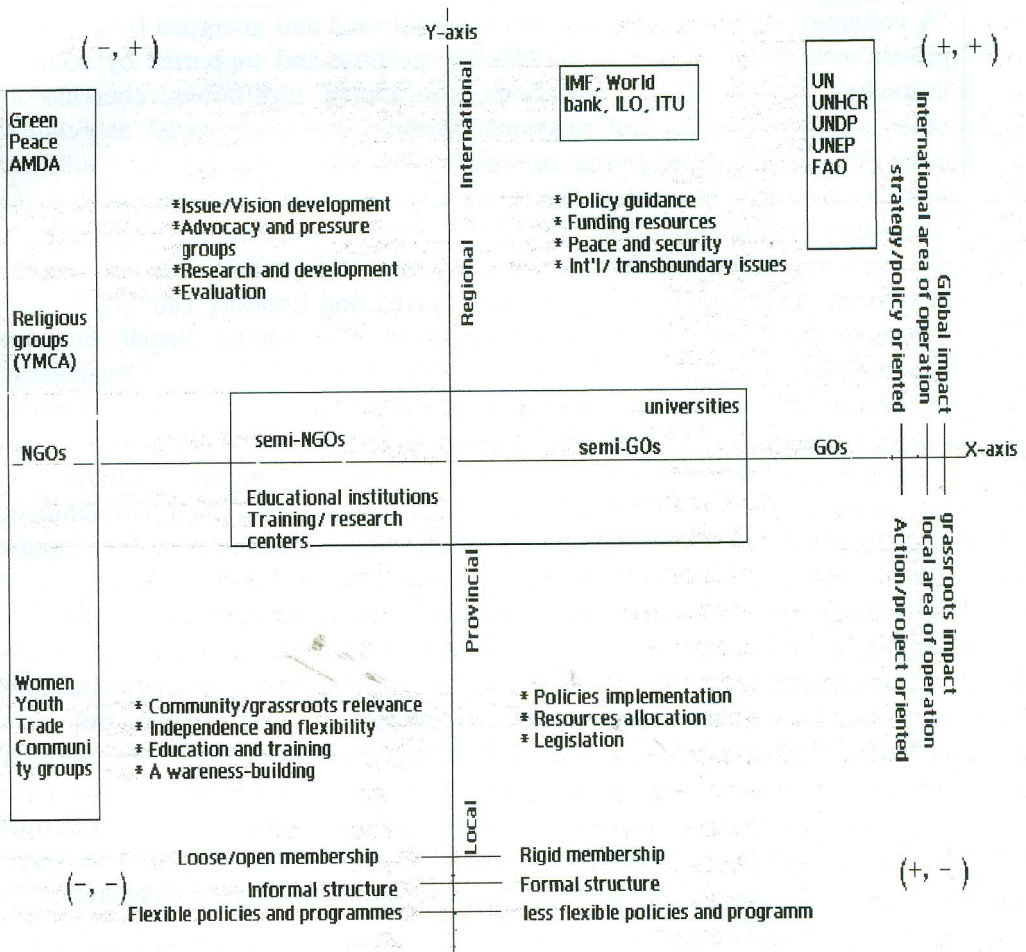 (-, +)
Y-axis
(+, +)
Green
Peace
AMDA
Religious
groups
(YMCA)
NGOs
Women
Youth
Trade
Communi
ty groups
*Issue/Vision development
*Advocacy and pressure
groups
*Research and development
*Evaluation
International
Regional
IMF, World
bank, ILO, ITU
* Policy guidance
* Funding resources
* Peace and security
* Int'l/ transboundary issues
UN
UNHCR
UNDP
UNEP
FAO
strategy/policy oriented
International area of operation
Global impact
universities
semi-NGOs
semi-GOs
GOs
X-axis
Educational institutions
Training/ research
centers
Provincial
Local
* Community/grassroots relevance
* Independence and flexibility
* Education and training
* A wareness-building
* Policies implementation
* Resources allocation
* Legislation
Action/project oriented
local area of operation
grassroots impact
Loose/open membership
Rigid membership
(-, -)
Informal structure
Formal structure
(+, -)
Flexible policies and programmes
less flexible policies and programm